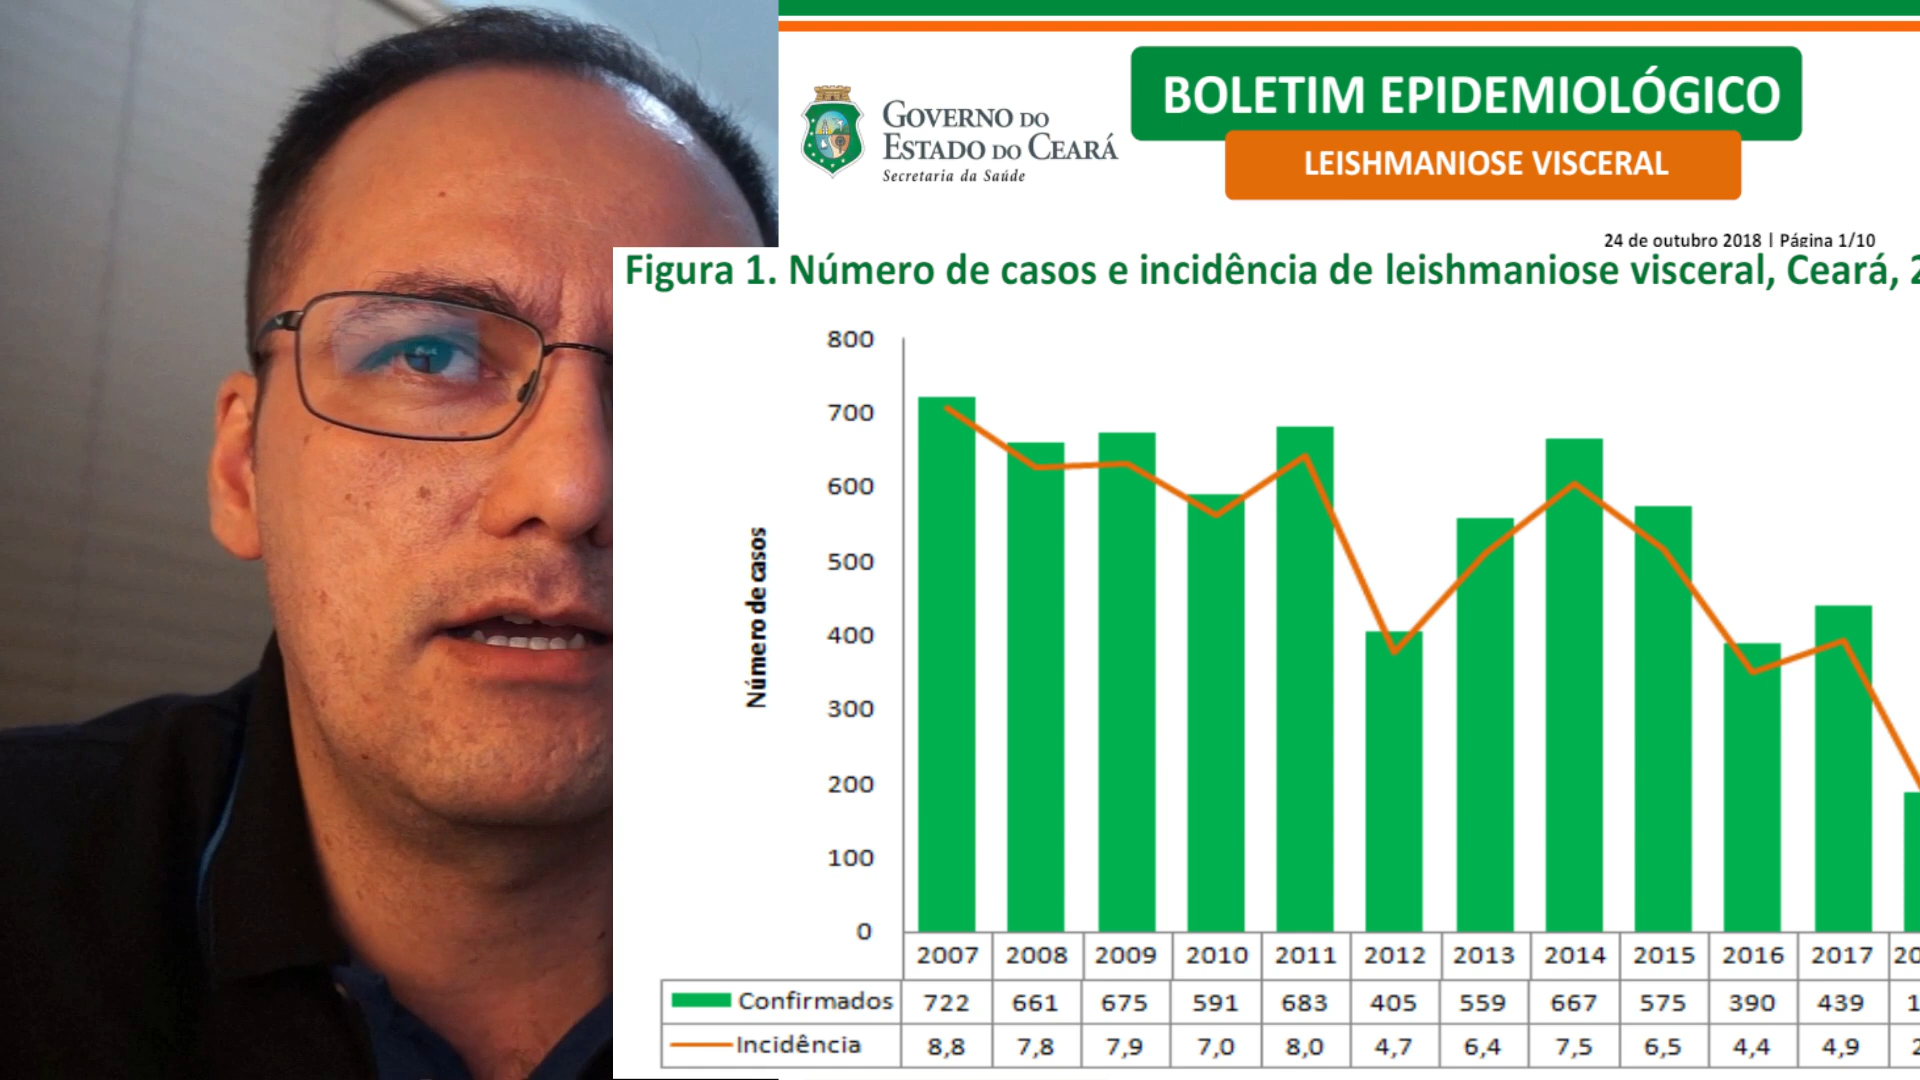 BOLETIM EPIDEMIOLÓGICO
LEISHMANIOSE VISCERAL
GOVERNO DO
ESTADO DO CEARÁ
Secretaria da Saúde
24 de outubro 2018 | Página 1/10
Figura 1. Número de casos e incidência de leishmaniose visceral, Ceará, 2
Número de casos
800
700
600
500
400
300
200
100
0
2007 2008 2009 2010 2011 2012 2013 2014 2015 2016 2017 20
Confirmados 722 661 675 591 683 405 559 667 575 390 439 1
Incidência 8,8 7,8 7,9 7,0 8,0 4,7 6,4 7,5 6,5 4,4 4,9 2